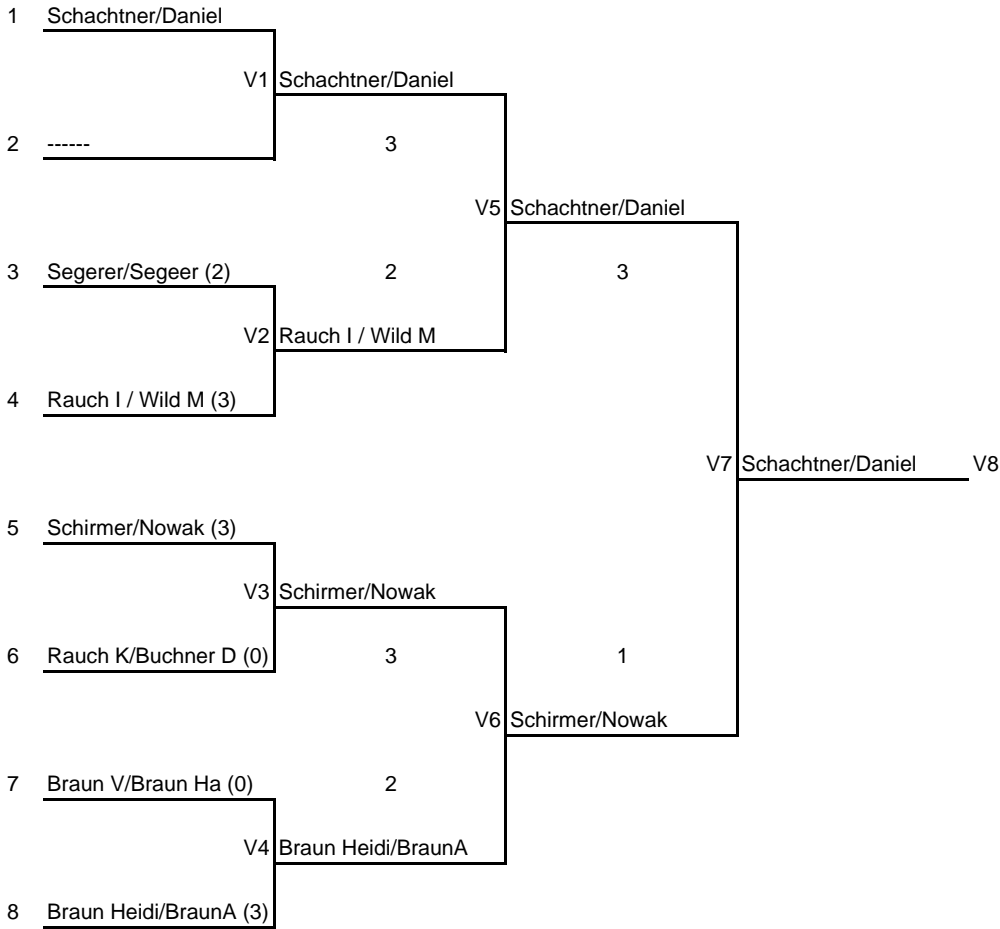 1 Schachtner/Daniel
V1 Schachtner/Daniel
2 ------ 3
V5 Schachtner/Daniel
3 Segerer/Segeer (2) 2 3
V2 Rauch I / Wild M
4 Rauch I / Wild M (3)
V7 Schachtner/Daniel V8
5 Schirmer/Nowak (3)
V3 Schirmer/Nowak
6 Rauch K/Buchner D (0) 3 1
V6 Schirmer/Nowak
7 Braun V/Braun Ha (0) 2
V4 Braun Heidi/BraunA
8 Braun Heidi/BraunA (3)